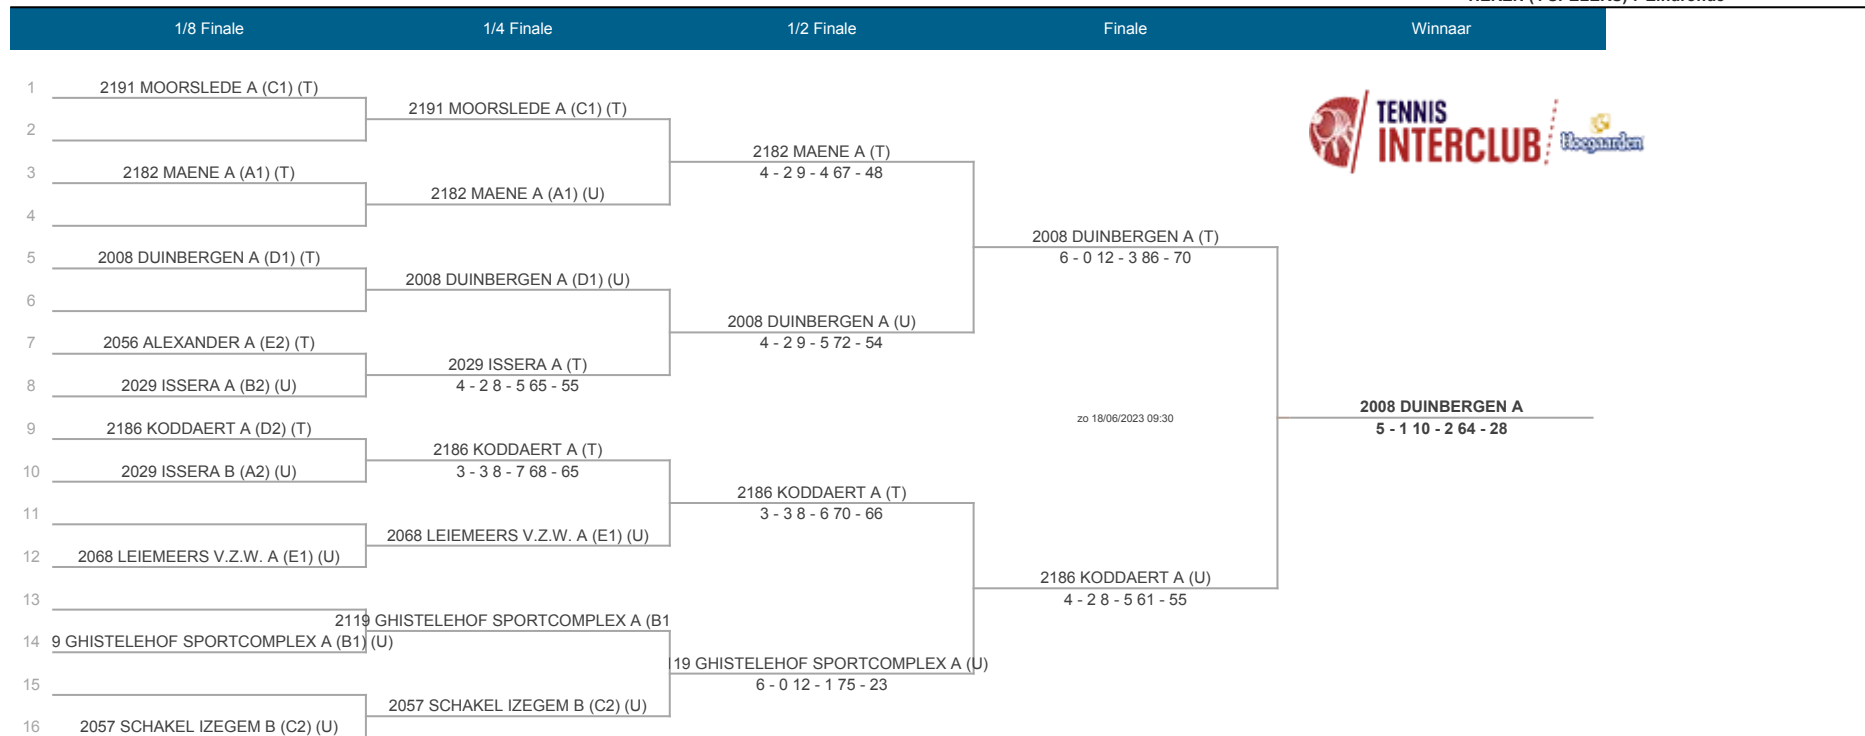 1/8 Finale 1/4 Finale 1/2 Finale Finale Winnaar
1 2191 MOORSLEDE A (C1) (T)
2191 MOORSLEDE A (C1) (T)
2
2182 MAENE A (T)
3 2182 MAENE A (A1) (T)
4 - 2 9 - 4 67 - 48
2182 MAENE A (A1) (U)
4
2008 DUINBERGEN A (T)
5 2008 DUINBERGEN A (D1) (T)
6 - 0 12 - 3 86 - 70
2008 DUINBERGEN A (D1) (U)
6
2008 DUINBERGEN A (U)
7 2056 ALEXANDER A (E2) (T)
4 - 2 9 - 5 72 - 54
2029 ISSERA A (T)
8 2029 ISSERA A (B2) (U)
4 - 2 8 - 5 65 - 55
2008 DUINBERGEN A
zo 18/06/2023 09:30
9 2186 KODDAERT A (D2) (T)
5 - 1 10 - 2 64 - 28
2186 KODDAERT A (T)
10 2029 ISSERA B (A2) (U)
3 - 3 8 - 7 68 - 65
2186 KODDAERT A (T)
11
3 - 3 8 - 6 70 - 66
2068 LEIEMEERS V.Z.W. A (E1) (U)
12 2068 LEIEMEERS V.Z.W. A (E1) (U)
2186 KODDAERT A (U)
13
4 - 2 8 - 5 61 - 55
2119 GHISTELEHOF SPORTCOMPLEX A (B1
14 9 GHISTELEHOF SPORTCOMPLEX A (B1) (U)
19 GHISTELEHOF SPORTCOMPLEX A (U)
15
6 - 0 12 - 1 75 - 23
2057 SCHAKEL IZEGEM B (C2) (U)
16 2057 SCHAKEL IZEGEM B (C2) (U)
TENNIS
INTERCLUB
Hoegaarden